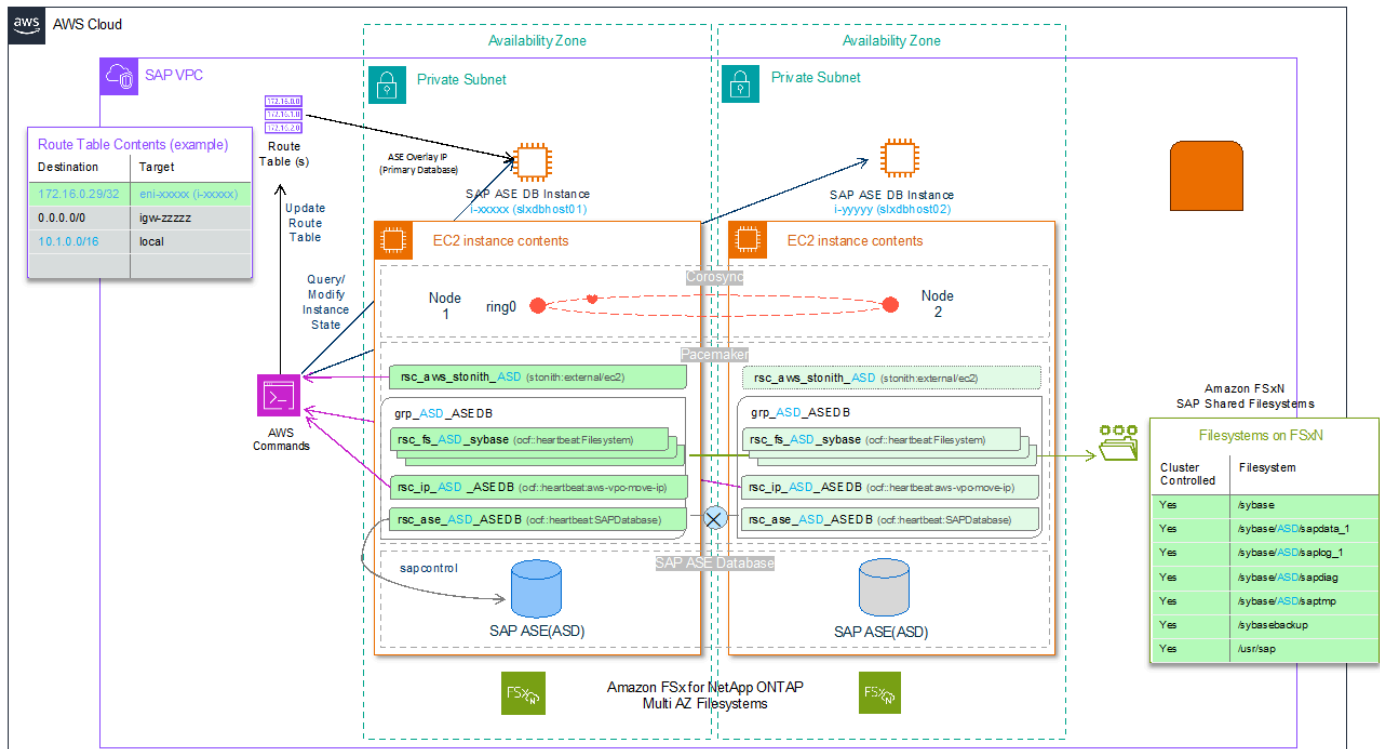 aws
AWS Cloud
Availability Zone
Availability Zone
SAP VPC
Private Subnet
Private Subnet
172.16.0.0
172.16.1.0
172.16.2.0
Route
Table (s)
Route Table Contents (example)
Destination Target
172.16.0.29/32 eni-xxxxx (i-xxxxx)
0.0.0.0/0 igw-zzzzz
10.1.0.0/16 local
ASE Overlay IP
(Primary Database)
SAP ASE DB Instance
i-xxxxx (slxdbhost01)
SAP ASE DB Instance
i-yyyyy (slxdbhost02)
Update
Route
Table
Query/
Modify
Instance
State
AWS
Commands
EC2 instance contents
EC2 instance contents
Corosync
Node
1
ring0
Node
2
Pacemaker
rsc_aws_stonith_ASD (stonith:external/ec2)
rsc_aws_stonith_ASD (stonith:external/ec2)
grp_ASD_ASEDB
grp_ASD_ASEDB
rsc_fs_ASD_sybase (ocf::heartbeat:Filesystem)
rsc_fs_ASD_sybase (ocf::heartbeat:Filesystem)
rsc_ip_ASD_ASEDB (ocf::heartbeat:aws-vpc-move-ip)
rsc_ip_ASD_ASEDB (ocf::heartbeat:aws-vpc-move-ip)
rsc_ase_ASD_ASEDB (ocf::heartbeat:SAPDatabase)
rsc_ase_ASD_ASEDB (ocf::heartbeat:SAPDatabase)
SAP ASE Database
sapcontrol
SAP ASE(ASD)
SAP ASE(ASD)
FSx N
Amazon FSx for NetApp ONTAP
Multi AZ Filesystems
FSx N
Amazon FSxN
SAP Shared Filesystems
Filesystems on FSxN
Cluster
Controlled Filesystem
Yes /sybase
Yes /sybase/ASD/sapdata_1
Yes /sybase/ASD/saplog_1
Yes /sybase/ASD/sapdiag
Yes /sybase/ASD/saptmp
Yes /sybasebackup
Yes /usr/sap